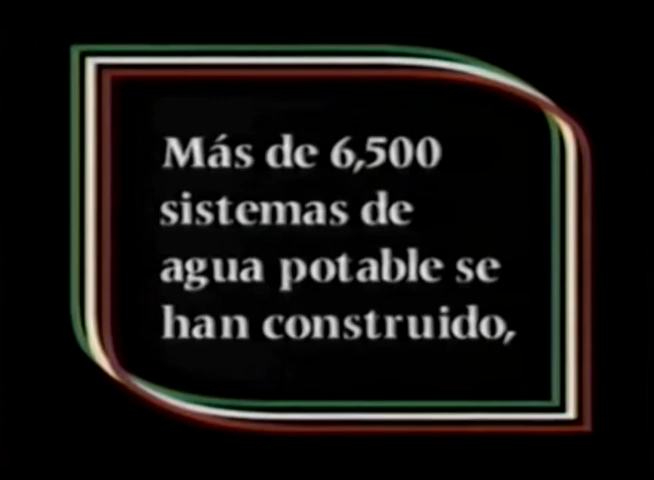 Más de 6,500
sistemas de
agua potable se
han construido,